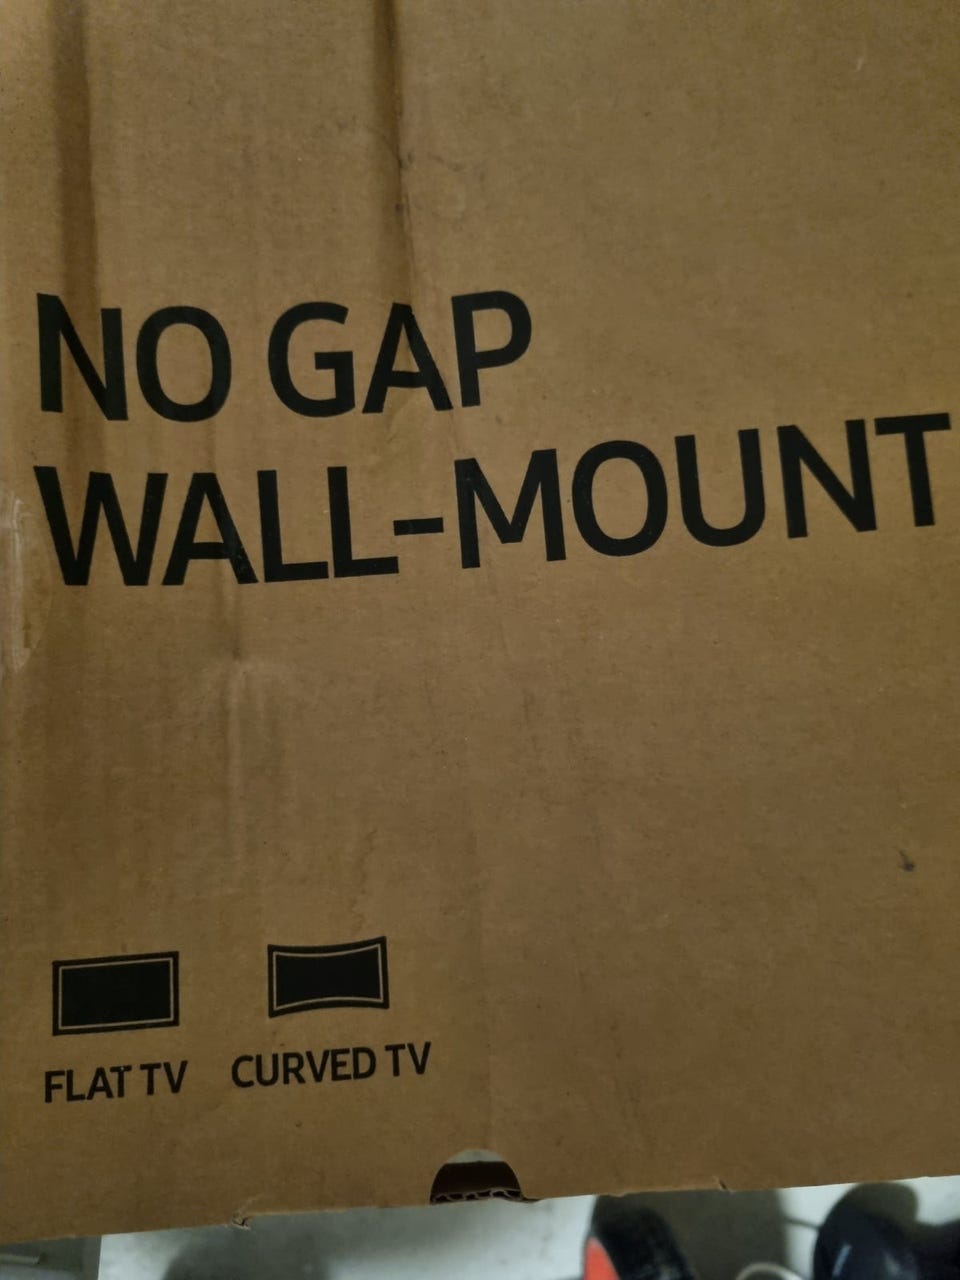 NO GAP
WALL-MOUNT
FLAT TV CURVED TV